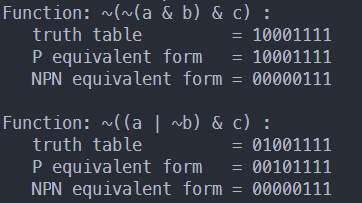 Function: ~(~(a & b) & c) :
   truth table         = 10001111
   P equivalent form   = 10001111
   NPN equivalent form = 00000111

Function: ~((a | ~b) & c) :
   truth table         = 01001111
   P equivalent form   = 00101111
   NPN equivalent form = 00000111